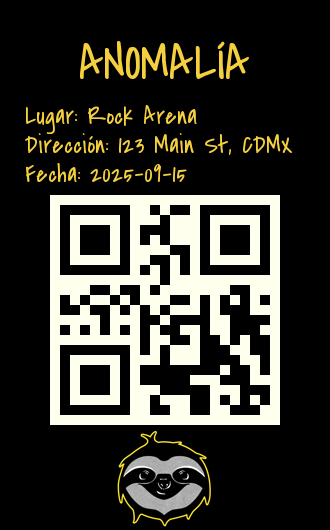 ANOMALÍA
Lugar: Rock Arena
Dirección: 123 Main St, CDMX
Fecha: 2025-09-15